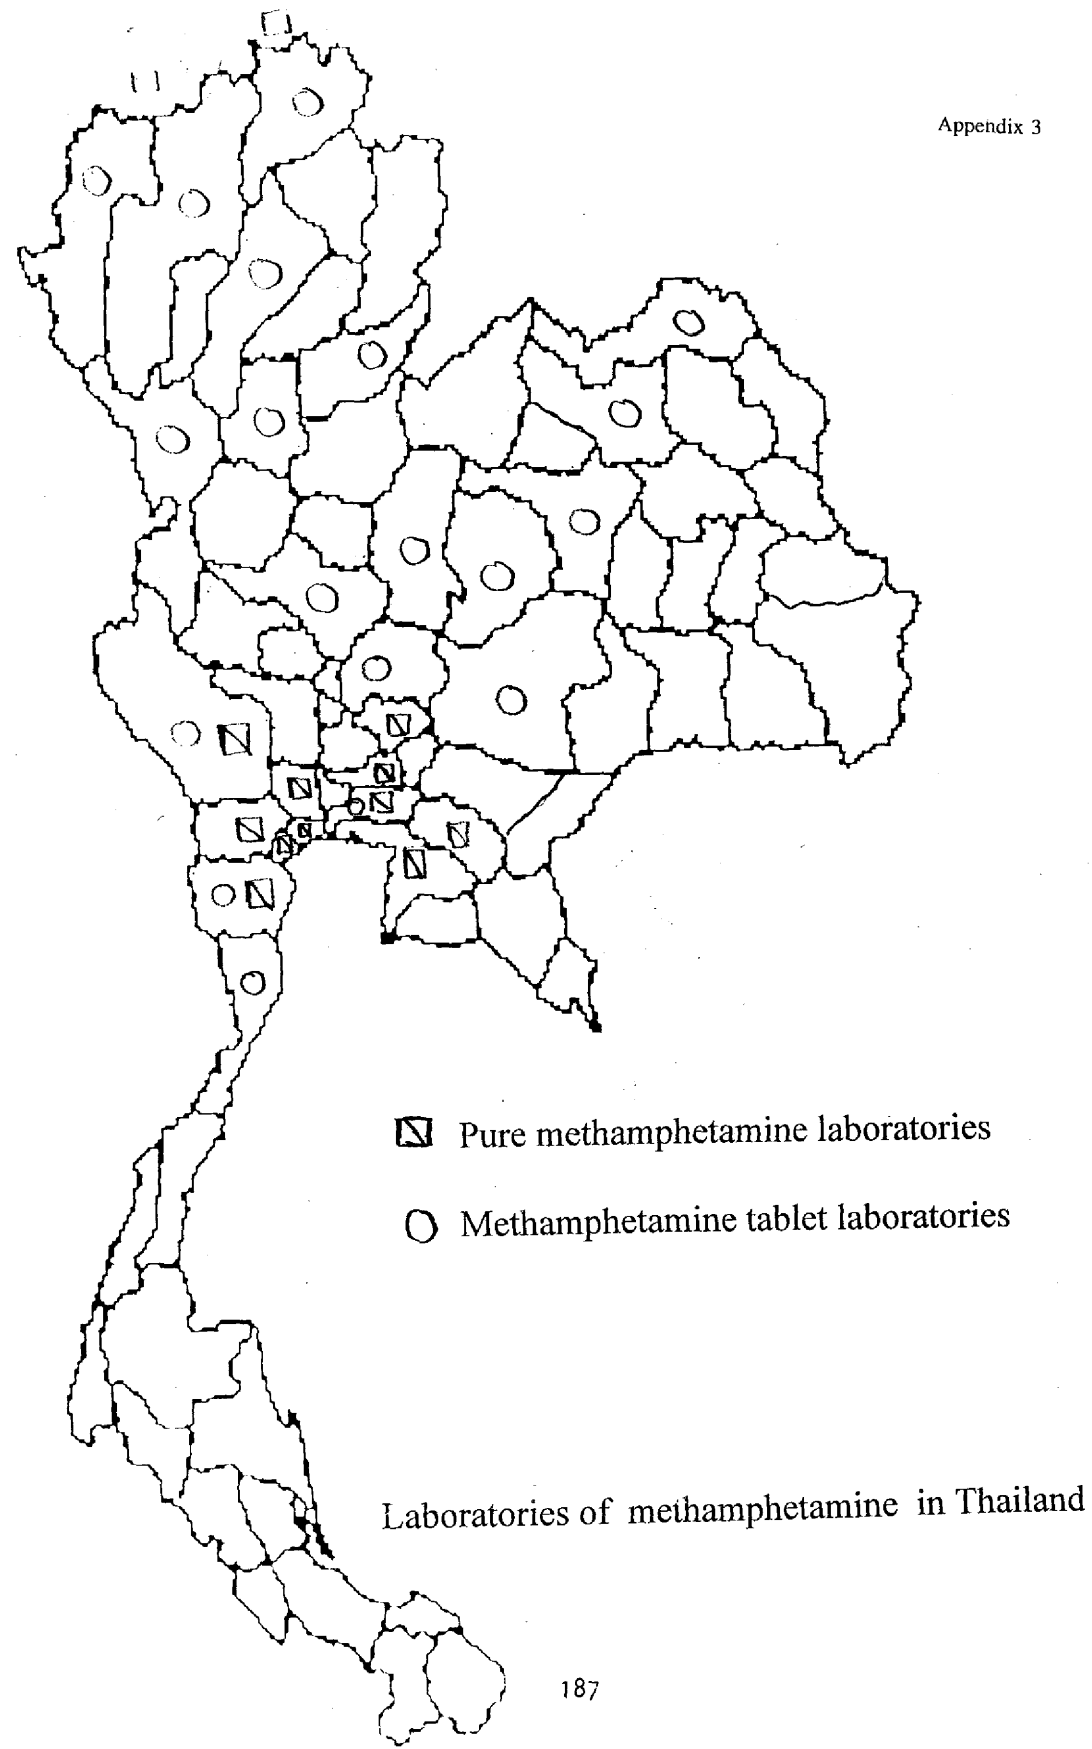 Appendix 3
Pure methamphetamine laboratories
Methamphetamine tablet laboratories
Laboratories of methamphetamine in Thailand
187